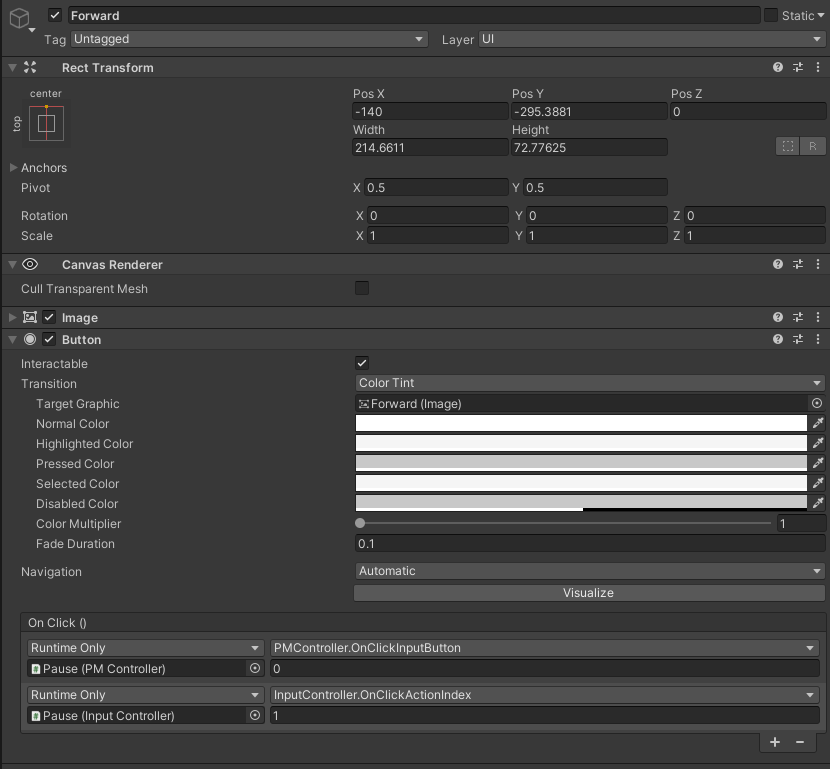 Forward
Static
Tag Untagged Layer UI
Rect Transform
center
top
Pos X Pos Y Pos Z
-140 -295.3881 0
Width Height
214.6611 72.77625
R
Anchors
Pivot X 0.5 Y 0.5
Rotation X 0 Y 0 Z 0
Scale X 1 Y 1 Z 1
Canvas Renderer
Cull Transparent Mesh
Image
Button
Interactable
Transition Color Tint
Target Graphic Forward (Image)
Normal Color
Highlighted Color
Pressed Color
Selected Color
Disabled Color
Color Multiplier 1
Fade Duration 0.1
Navigation Automatic
Visualize
On Click ()
Runtime Only PMController.OnClickInputButton
Pause (PM Controller) 0
Runtime Only InputController.OnClickActionIndex
Pause (Input Controller) 1
+ −